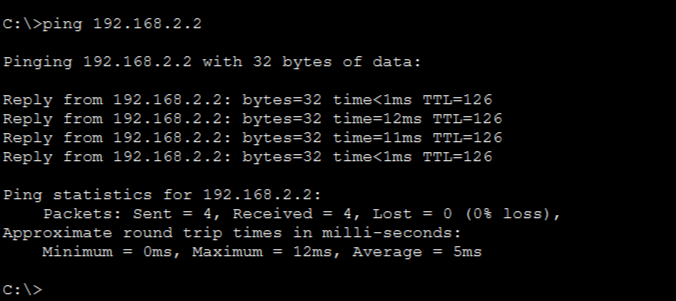 C:\>ping 192.168.2.2
Pinging 192.168.2.2 with 32 bytes of data:
Reply from 192.168.2.2: bytes=32 time<1ms TTL=126
Reply from 192.168.2.2: bytes=32 time=12ms TTL=126
Reply from 192.168.2.2: bytes=32 time=11ms TTL=126
Reply from 192.168.2.2: bytes=32 time<1ms TTL=126
Ping statistics for 192.168.2.2:
    Packets: Sent = 4, Received = 4, Lost = 0 (0% loss),
Approximate round trip times in milli-seconds:
    Minimum = 0ms, Maximum = 12ms, Average = 5ms
C:\>